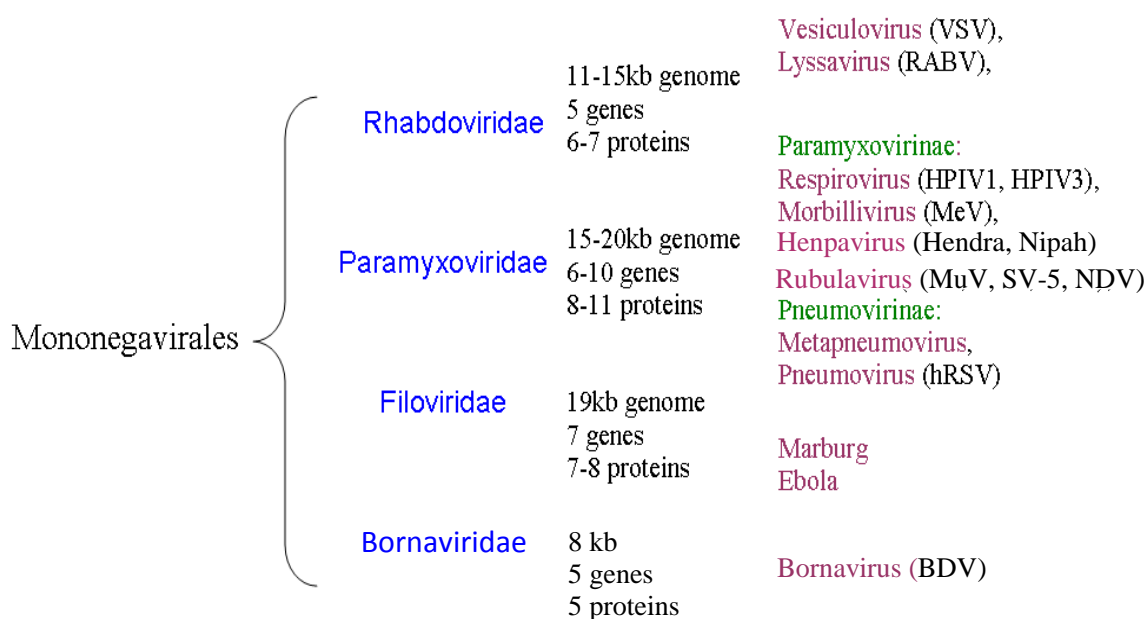 Mononegavirales
Rhabdoviridae
11-15kb genome
5 genes
6-7 proteins
Vesiculovirus (VSV),
Lyssavirus (RABV),
Paramyxoviridae
15-20kb genome
6-10 genes
8-11 proteins
Paramyxovirinae:
Respirovirus (HPIV1, HPIV3),
Morbillivirus (MeV),
Henpavirus (Hendra, Nipah)
Rubulavirus (MuV, SV-5, NDV)
Pneumovirinae:
Metapneumovirus,
Pneumovirus (hRSV)
Filoviridae
19kb genome
7 genes
7-8 proteins
Marburg
Ebola
Bornaviridae
8 kb
5 genes
5 proteins
Bornavirus (BDV)